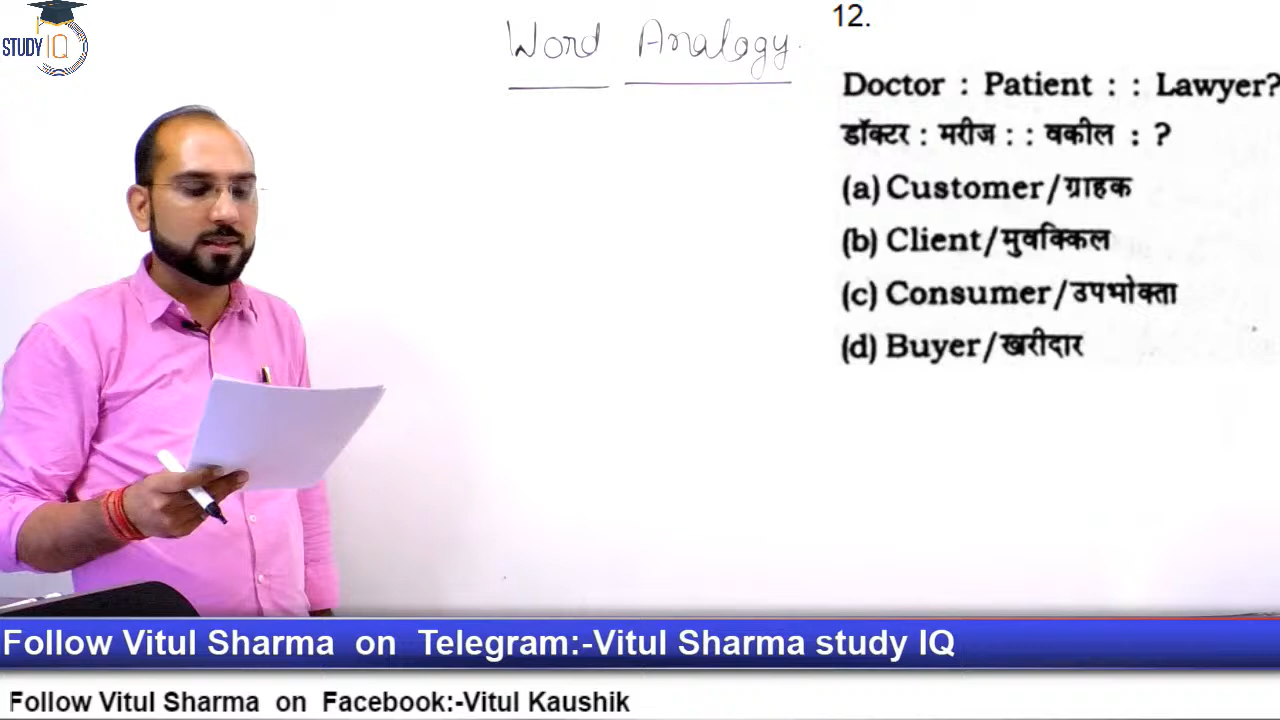 STUDY IQ
Word Analogy.
12.
Doctor : Patient : : Lawyer?
डॉक्टर : मरीज : : वकील : ?
(a) Customer/ग्राहक
(b) Client/मुवक्किल
(c) Consumer/उपभोक्ता
(d) Buyer/खरीदार
Follow Vitul Sharma on Telegram:-Vitul Sharma study IQ
Follow Vitul Sharma on Facebook:-Vitul Kaushik